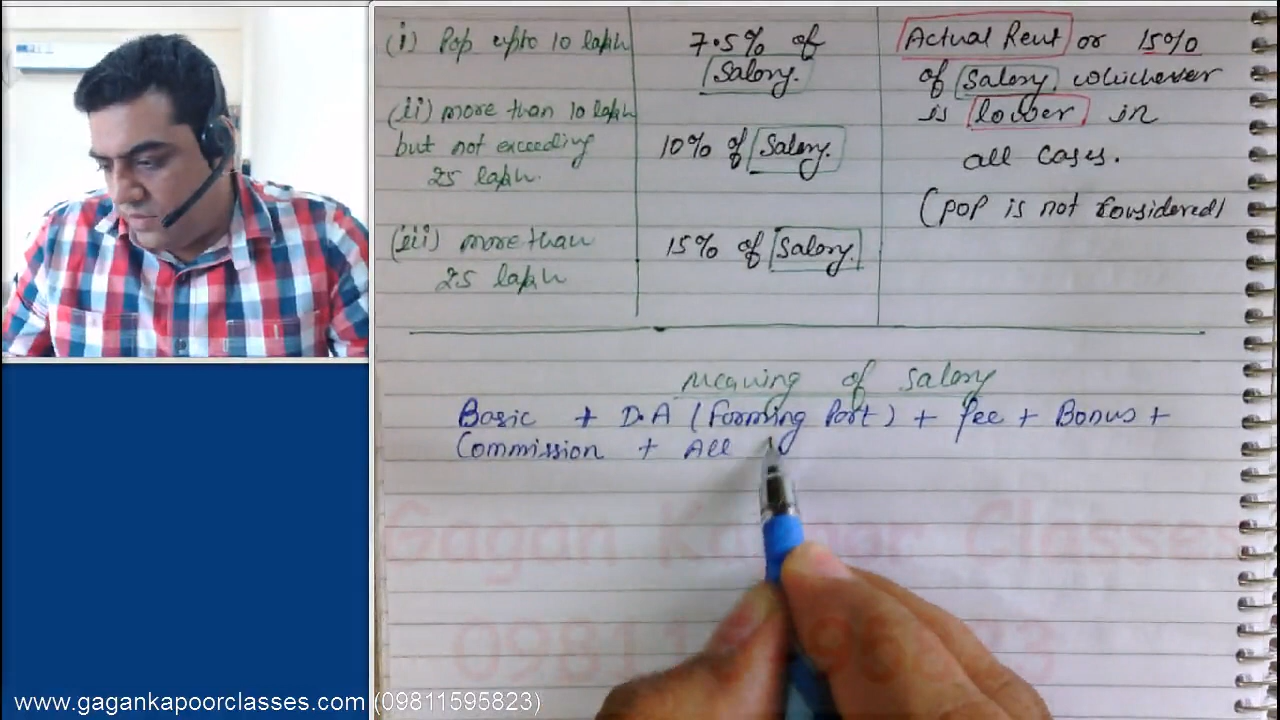 (i) Pop upto 10 lakh
7.5% of
Salary.
Actual Rent or 15%
of Salary whichever
is lower in
all cases.
(POP is not considered)
(ii) more than 10 lakh
but not exceeding
25 lakh.
10% of Salary.
(iii) more than
25 lakh
15% of Salary.
Meaning of Salary
Basic + D.A (Forming Part) + Fee + Bonus +
Commission + All
Gagan Kapoor Classes
www.gagankapoorclasses.com (09811595823)